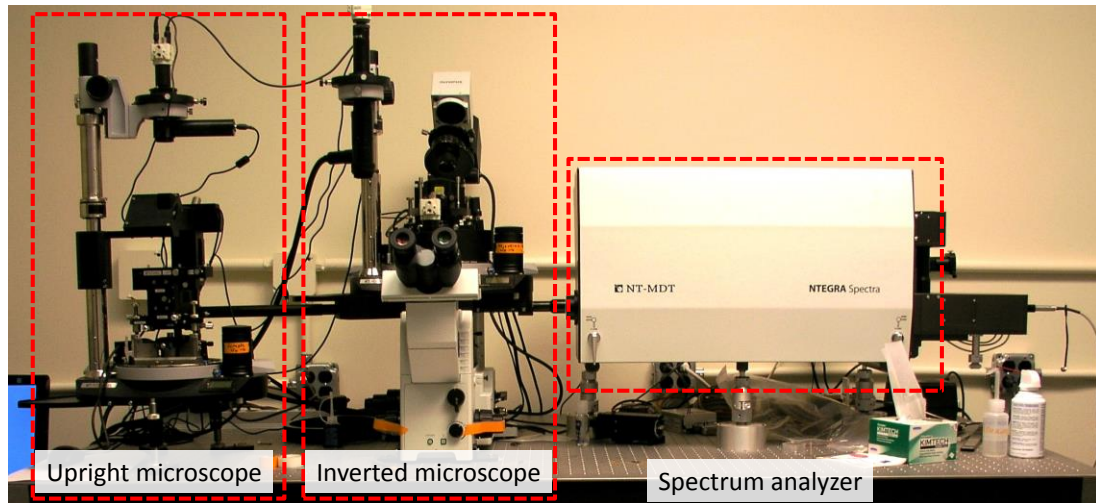 NT-MDT
NTEGRA Spectra
KIMTECH
Upright microscope
Inverted microscope
Spectrum analyzer